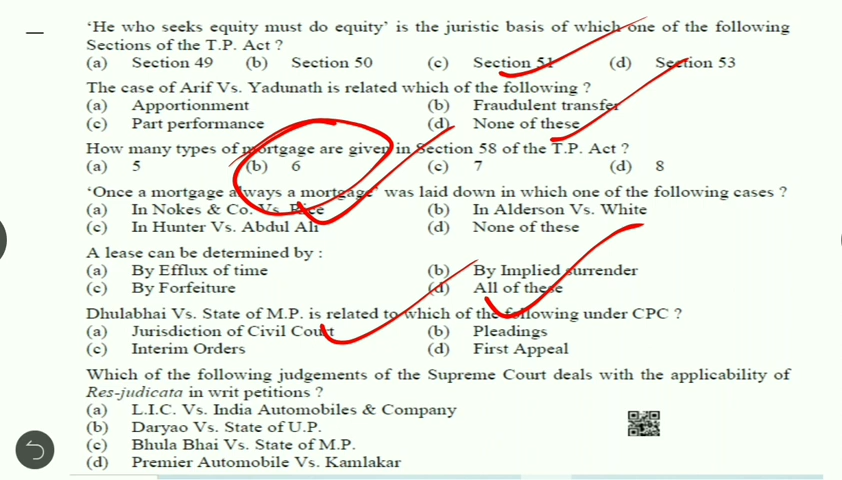 ‘He who seeks equity must do equity’ is the juristic basis of which one of the following
Sections of the T.P. Act ?
(a) Section 49 (b) Section 50 (c) Section 51 (d) Section 53
The case of Arif Vs. Yadunath is related which of the following ?
(a) Apportionment (b) Fraudulent transfer
(c) Part performance (d) None of these
How many types of mortgage are given in Section 58 of the T.P. Act ?
(a) 5 (b) 6 (c) 7 (d) 8
‘Once a mortgage always a mortgage’ was laid down in which one of the following cases ?
(a) In Nokes & Co. Vs. Rice (b) In Alderson Vs. White
(c) In Hunter Vs. Abdul Ali (d) None of these
A lease can be determined by :
(a) By Efflux of time (b) By Implied surrender
(c) By Forfeiture (d) All of these
Dhulabhai Vs. State of M.P. is related to which of the following under CPC ?
(a) Jurisdiction of Civil Court (b) Pleadings
(c) Interim Orders (d) First Appeal
Which of the following judgements of the Supreme Court deals with the applicability of
Res-judicata in writ petitions ?
(a) L.I.C. Vs. India Automobiles & Company
(b) Daryao Vs. State of U.P.
(c) Bhula Bhai Vs. State of M.P.
(d) Premier Automobile Vs. Kamlakar